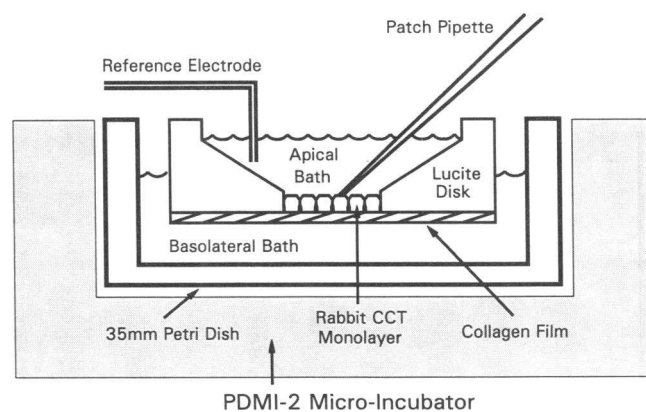 Patch Pipette
Reference Electrode
Apical
Bath
Lucite
Disk
Basolateral Bath
35mm Petri Dish
Rabbit CCT
Monolayer
Collagen Film
PDMI-2 Micro-Incubator